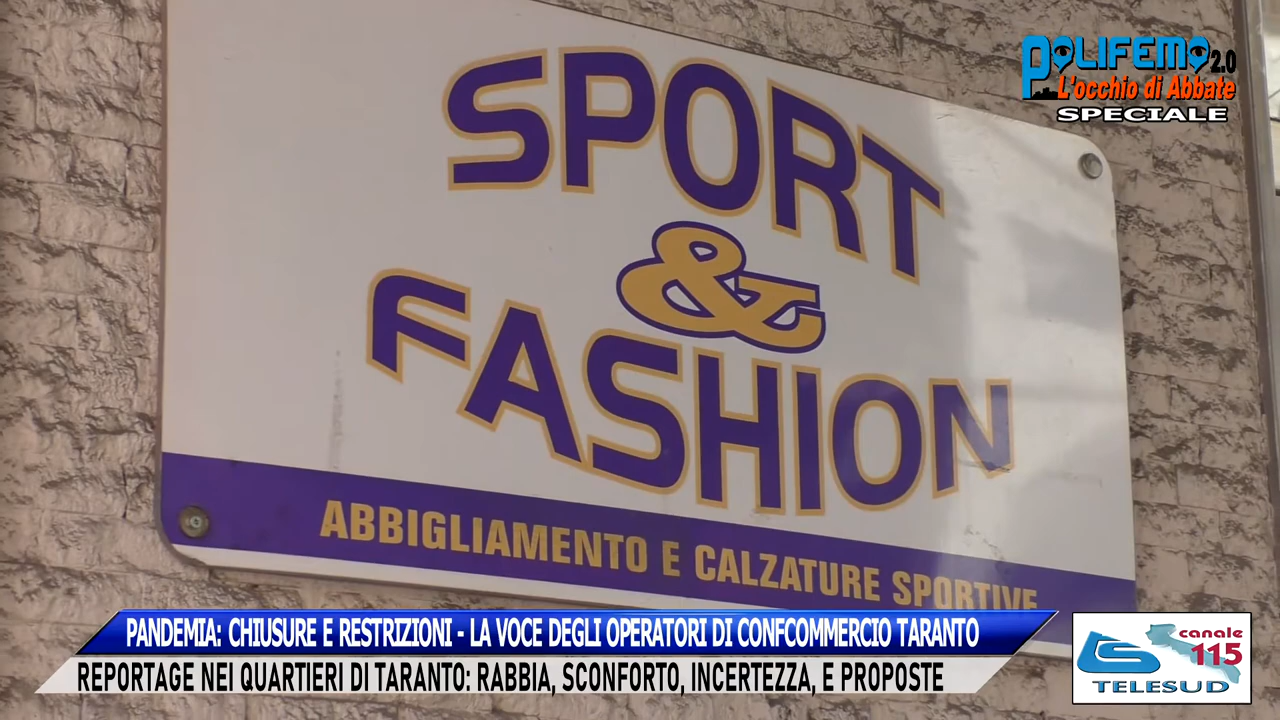 POLIFEMO 2.0
L'occhio di Abbate
SPECIALE
SPORT
&
FASHION
ABBIGLIAMENTO E CALZATURE SPORTIVE
PANDEMIA: CHIUSURE E RESTRIZIONI - LA VOCE DEGLI OPERATORI DI CONFCOMMERCIO TARANTO
REPORTAGE NEI QUARTIERI DI TARANTO: RABBIA, SCONFORTO, INCERTEZZA, E PROPOSTE
canale
115
TELESUD